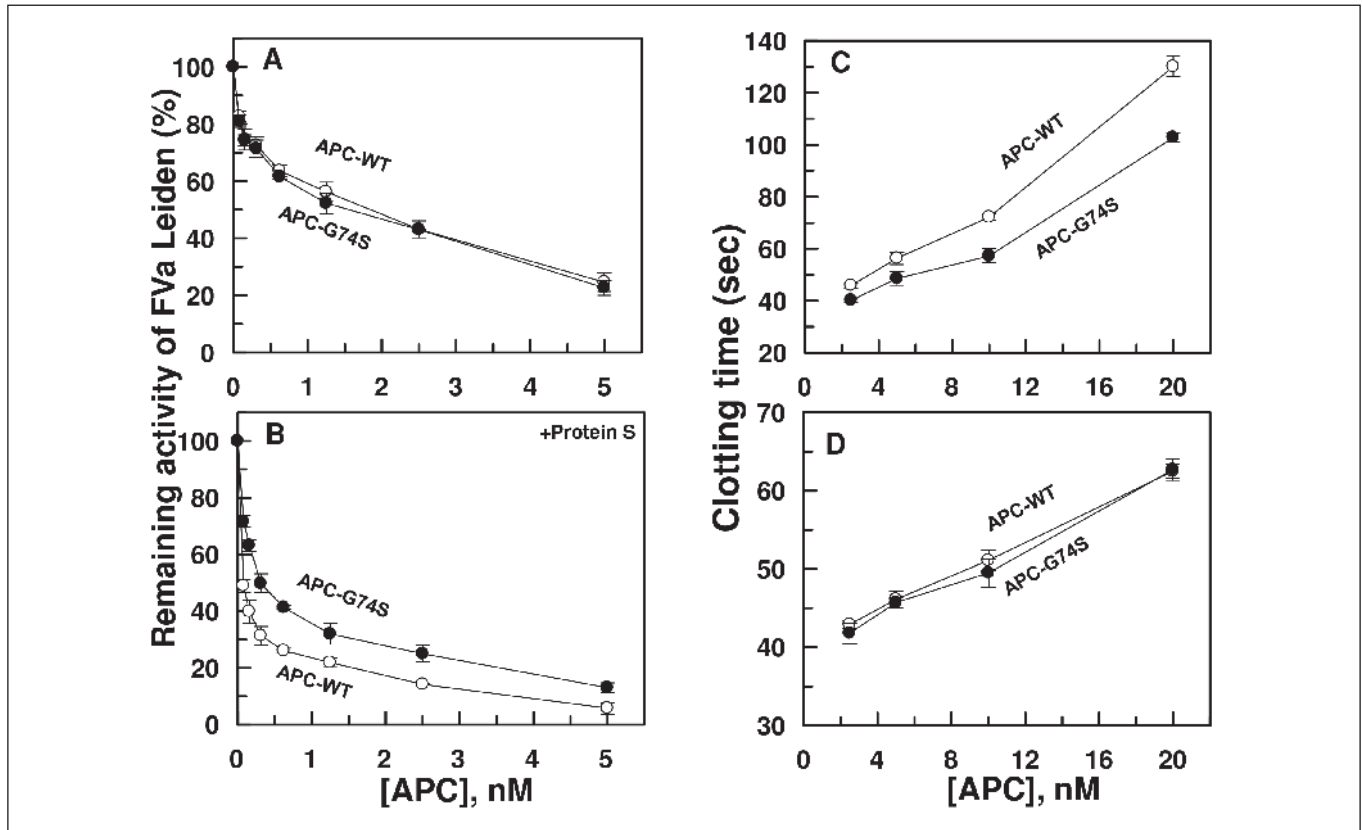 Remaining activity of FVa Leiden (%)
A
100
80
60
40
20
0
APC-WT
APC-G74S
0 1 2 3 4 5
B
+Protein S
100
80
60
40
20
0
APC-G74S
APC-WT
0 1 2 3 4 5
[APC], nM
Clotting time (sec)
C
140
120
100
80
60
40
20
APC-WT
APC-G74S
0 4 8 12 16 20
D
70
60
50
40
30
APC-WT
APC-G74S
0 4 8 12 16 20
[APC], nM